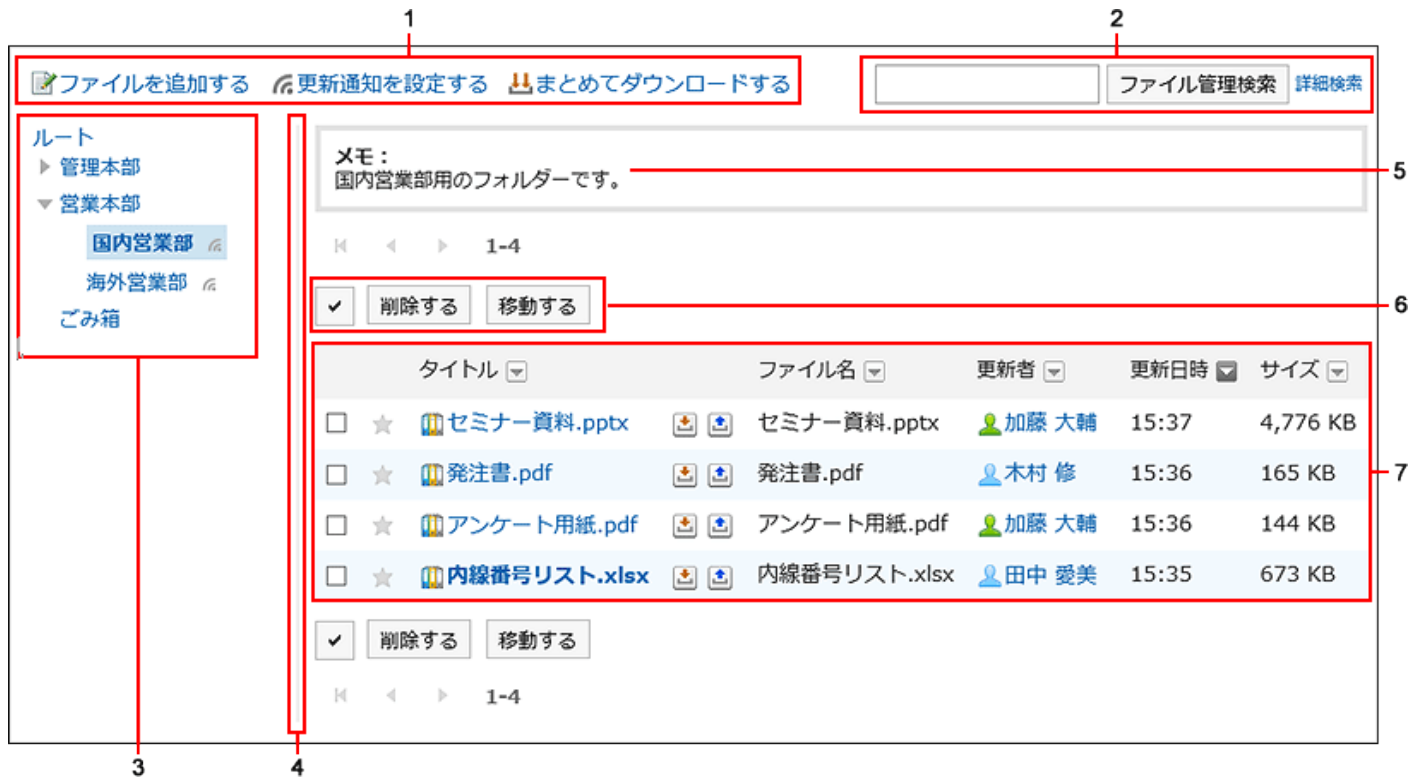 1
2
ファイルを追加する 更新通知を設定する まとめてダウンロードする
ファイル管理検索 詳細検索
ルート
管理本部
営業本部
国内営業部
海外営業部
ごみ箱
メモ：
国内営業部用のフォルダーです。
5
1-4
削除する 移動する
6
タイトル ファイル名 更新者 更新日時 サイズ
セミナー資料.pptx セミナー資料.pptx 加藤 大輔 15:37 4,776 KB
発注書.pdf 発注書.pdf 木村 修 15:36 165 KB
7
アンケート用紙.pdf アンケート用紙.pdf 加藤 大輔 15:36 144 KB
内線番号リスト.xlsx 内線番号リスト.xlsx 田中 愛美 15:35 673 KB
削除する 移動する
1-4
3
4